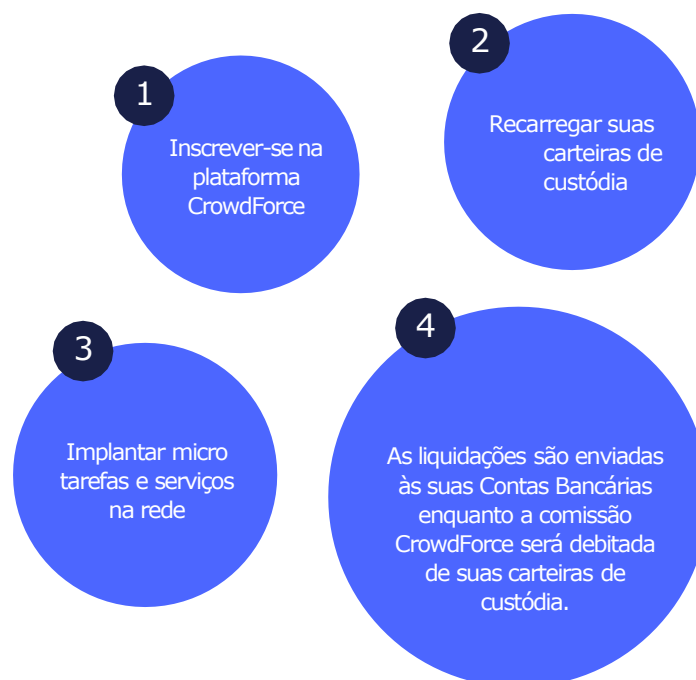 1
Inscrever-se na
plataforma
CrowdForce
2
Recarregar suas
carteiras de
custódia
3
Implantar micro
tarefas e serviços
na rede
4
As liquidações são enviadas
às suas Contas Bancárias
enquanto a comissão
CrowdForce será debitada
de suas carteiras de
custódia.